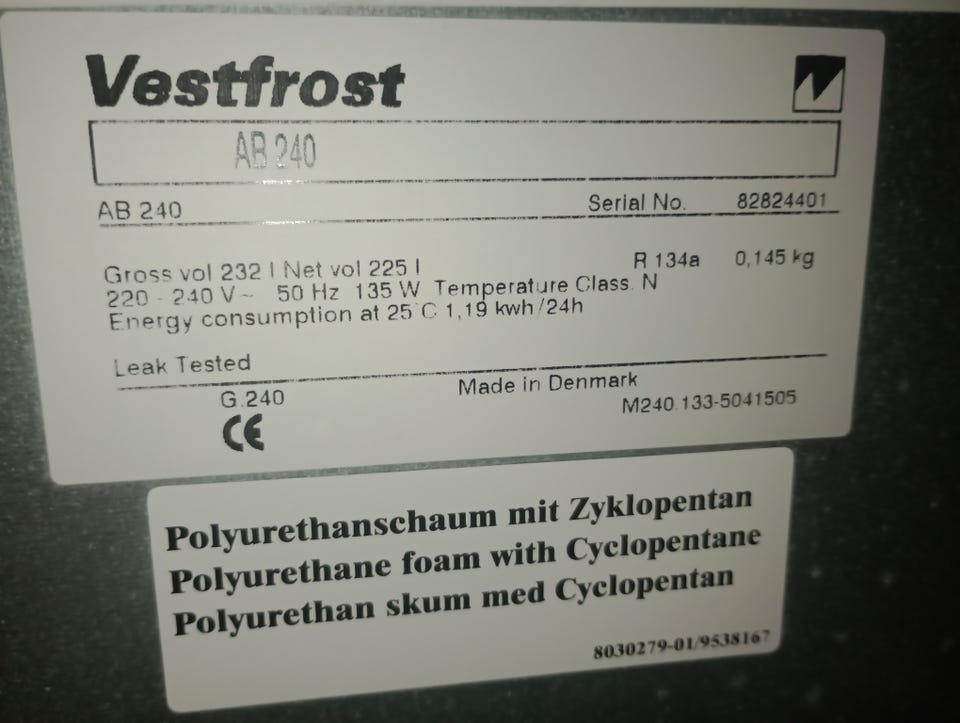 Vestfrost
AB 240
AB 240 Serial No. 82824401
Gross vol 232 l Net vol 225 l R 134a 0,145 kg
220 - 240 V~ 50 Hz 135 W Temperature Class. N
Energy consumption at 25°C 1,19 kwh/24h
Leak Tested
G.240 Made in Denmark
CE M240.133-5041505
Polyurethanschaum mit Zyklopentan
Polyurethane foam with Cyclopentane
Polyurethan skum med Cyclopentan
8030279-01/9538167